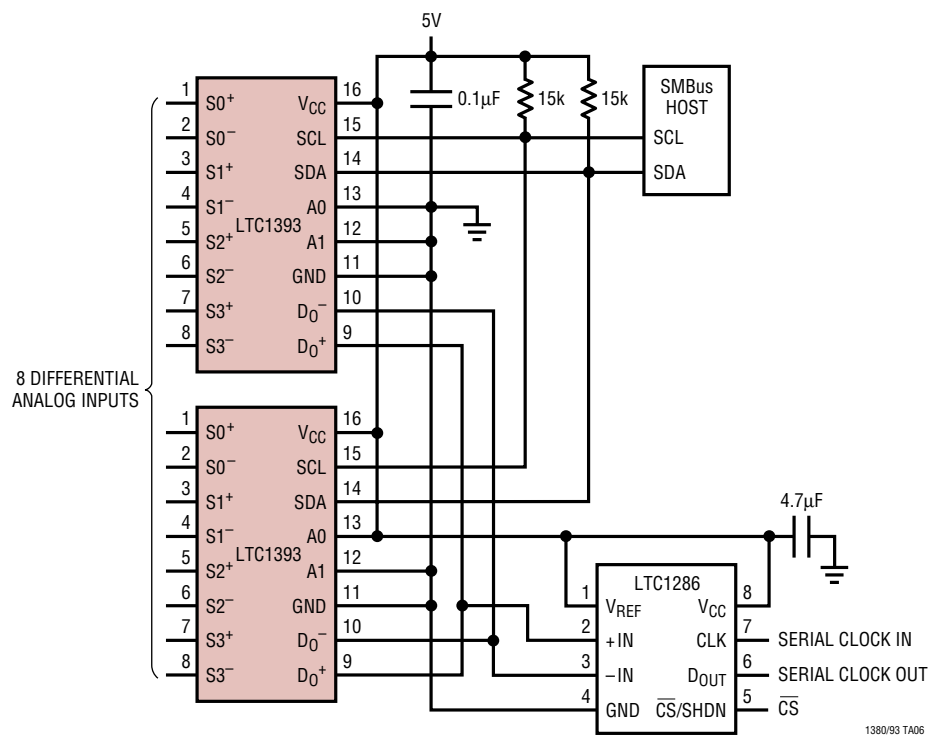 5V
0.1µF
15k
15k
SMBus
HOST
SCL
SDA
1 S0+ VCC 16
2 S0– SCL 15
3 S1+ SDA 14
4 S1– A0 13
LTC1393
5 S2+ A1 12
6 S2– GND 11
7 S3+ DO– 10
8 S3– DO+ 9
8 DIFFERENTIAL
ANALOG INPUTS
1 S0+ VCC 16
2 S0– SCL 15
3 S1+ SDA 14
4 S1– A0 13
LTC1393
5 S2+ A1 12
6 S2– GND 11
7 S3+ DO– 10
8 S3– DO+ 9
4.7µF
LTC1286
1 VREF VCC 8
2 +IN CLK 7 SERIAL CLOCK IN
3 –IN DOUT 6 SERIAL CLOCK OUT
4 GND C̅S̅/SHDN 5 C̅S̅
1380/93 TA06